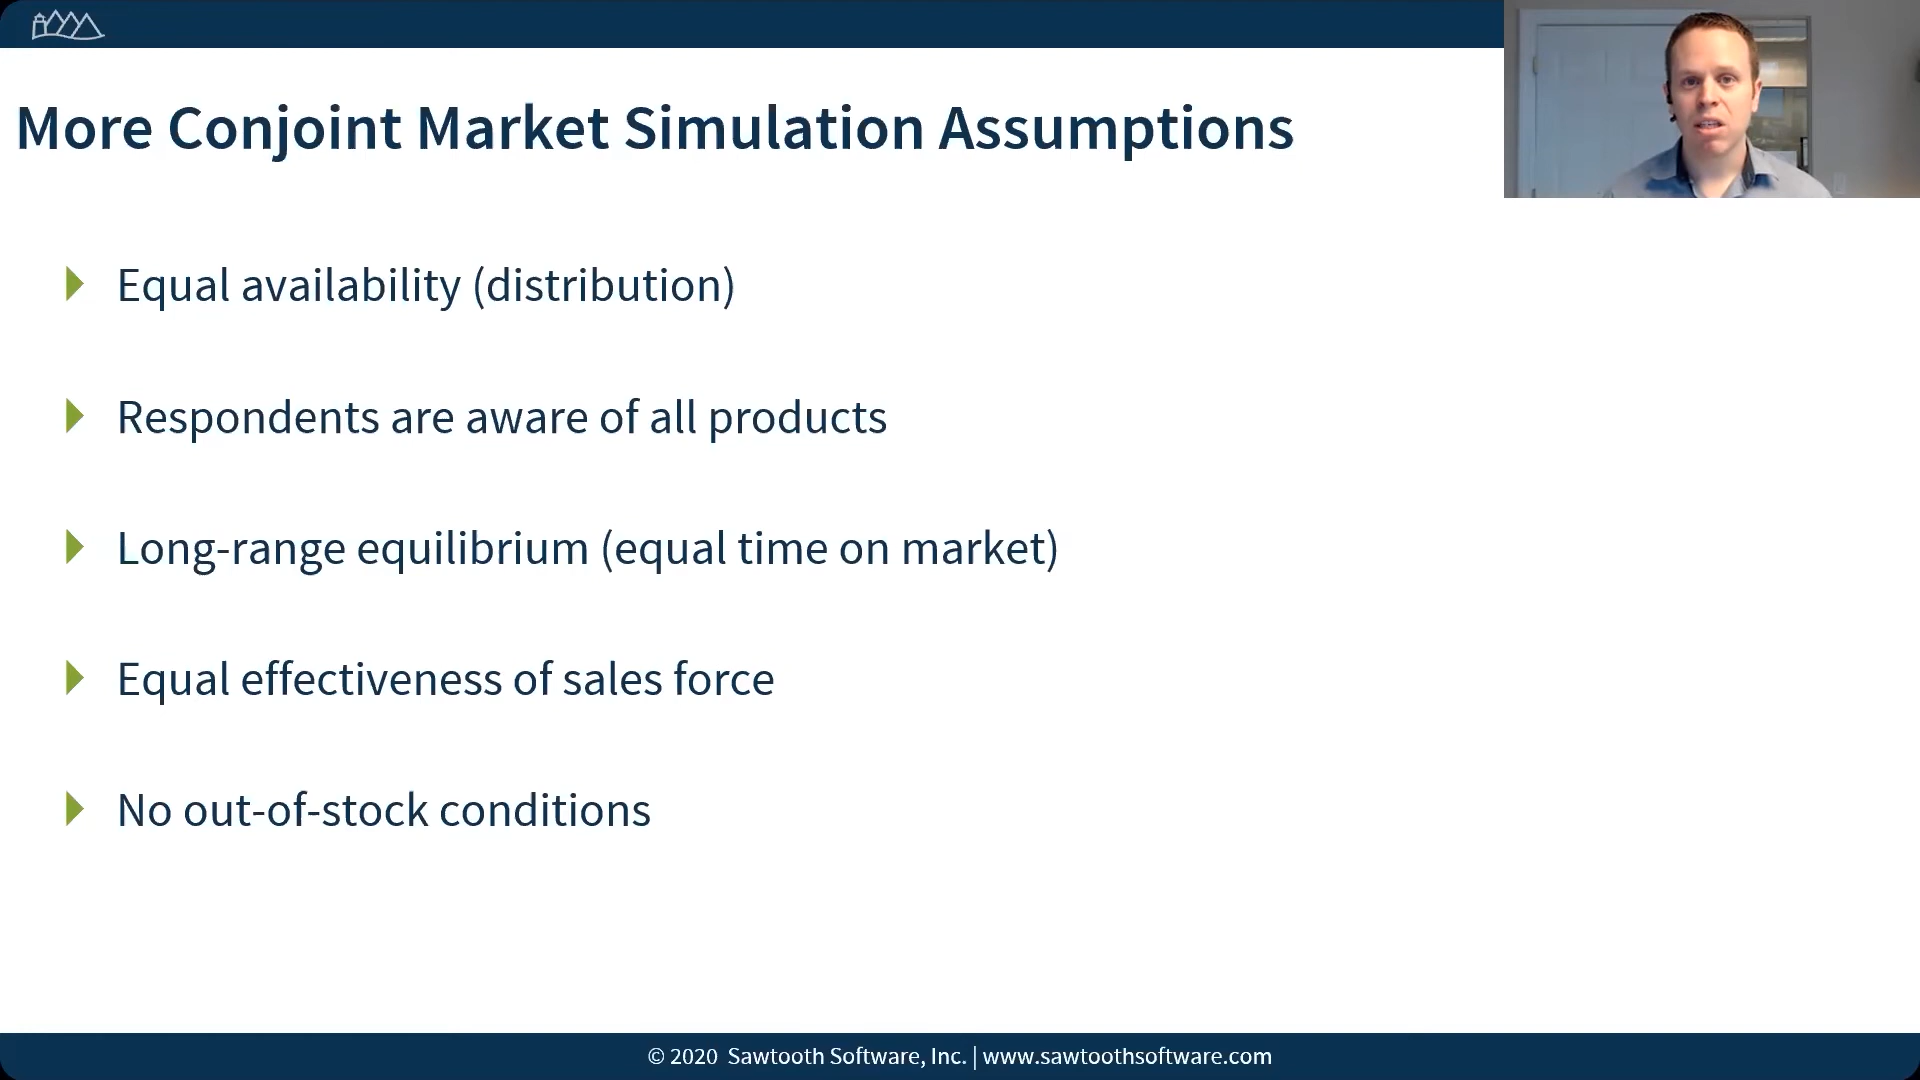 More Conjoint Market Simulation Assumptions
Equal availability (distribution)
Respondents are aware of all products
Long-range equilibrium (equal time on market)
Equal effectiveness of sales force
No out-of-stock conditions
© 2020 Sawtooth Software, Inc. | www.sawtoothsoftware.com